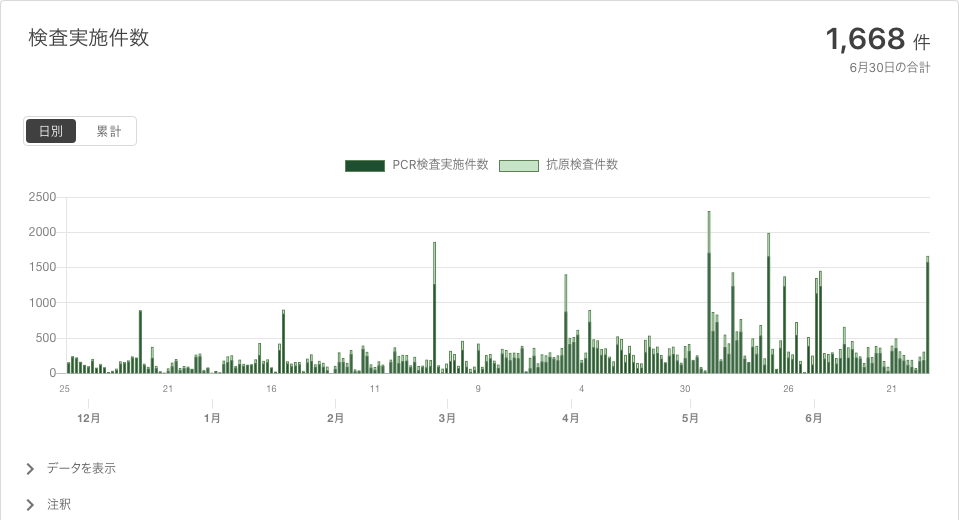 検査実施件数
1,668 件
6月30日の合計
日別 累計
PCR検査実施件数 抗原検査件数
2500
2000
1500
1000
500
0
25 21 16 11 9 4 30 26 21
12月 1月 2月 3月 4月 5月 6月
データを表示
注釈